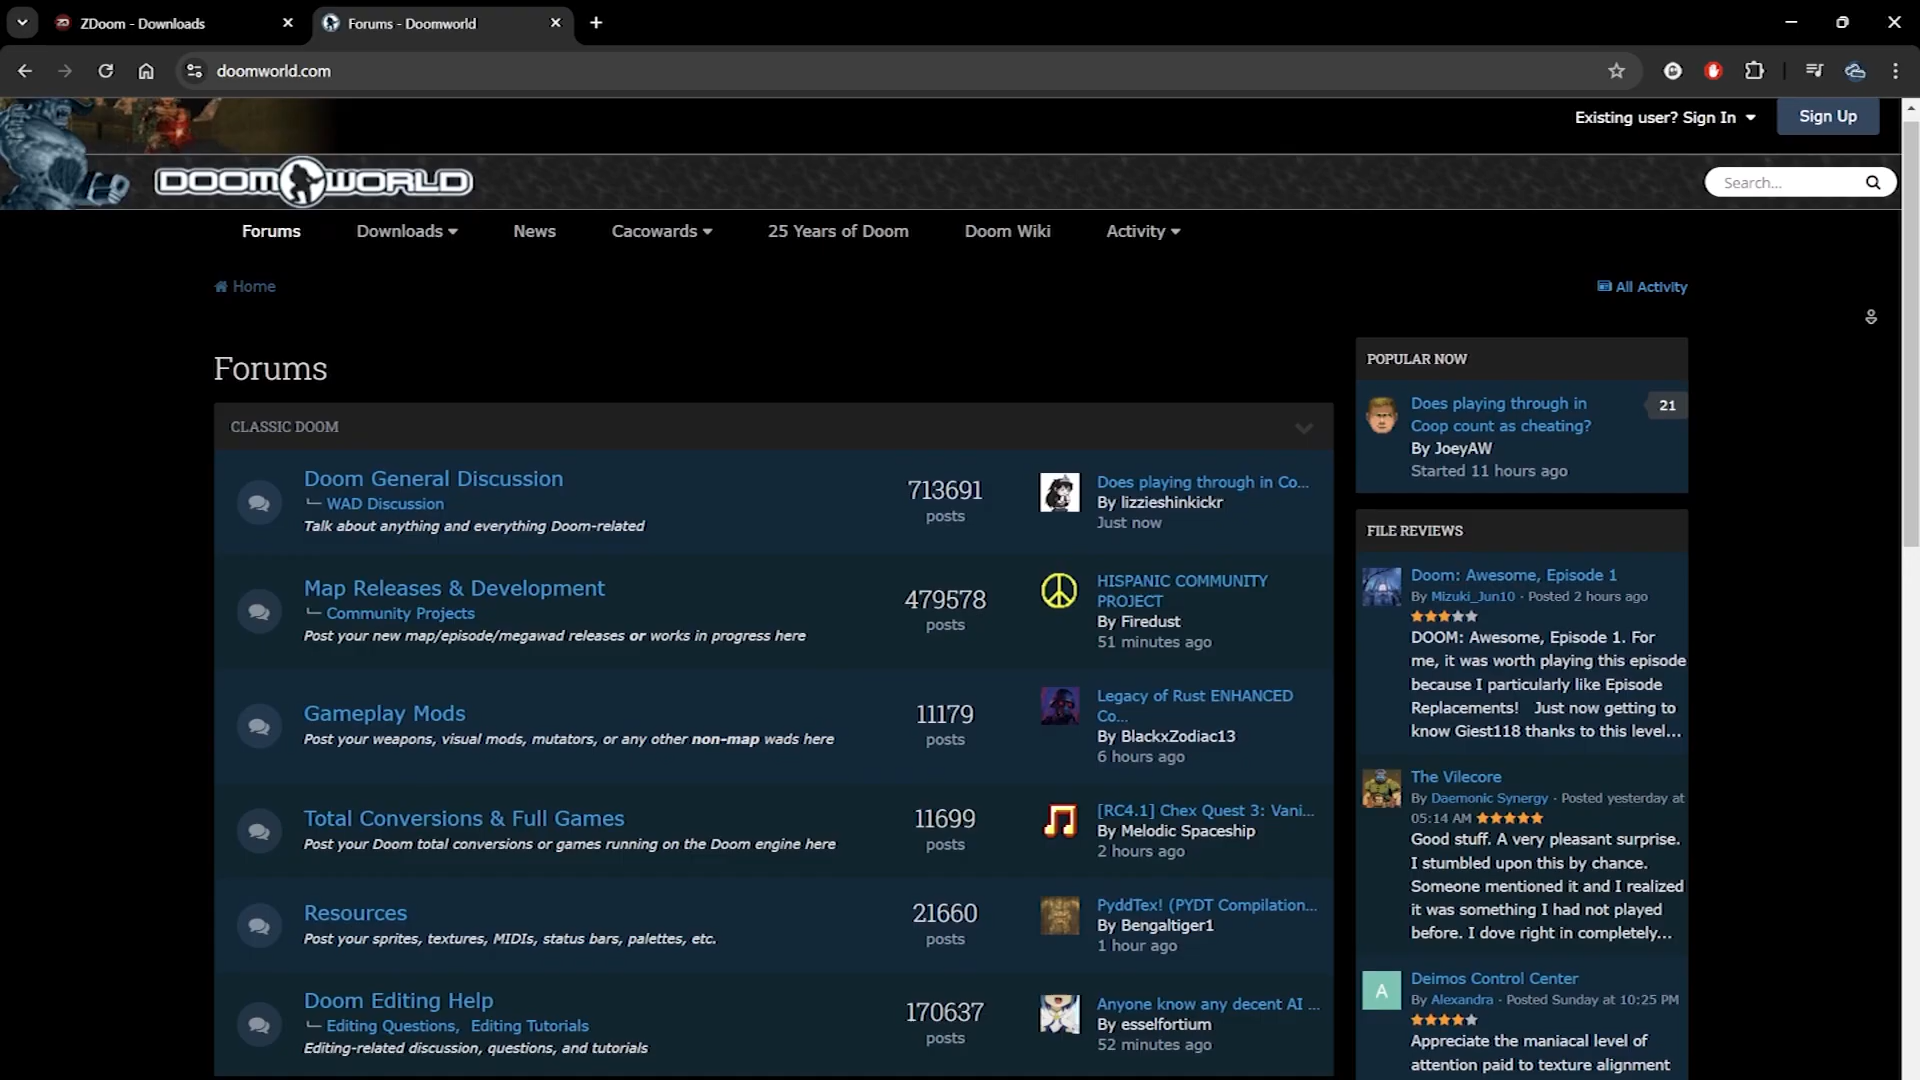 ZDoom - Downloads
Forums - Doomworld
doomworld.com
Existing user? Sign In
Sign Up
DOOMWORLD
Search...
Forums
Downloads
News
Cacowards
25 Years of Doom
Doom Wiki
Activity
Home
All Activity
Forums
CLASSIC DOOM
Doom General Discussion
WAD Discussion
Talk about anything and everything Doom-related
713691
posts
Does playing through in Co...
By lizzieshinkickr
Just now
Map Releases & Development
Community Projects
Post your new map/episode/megawad releases or works in progress here
479578
posts
HISPANIC COMMUNITY
PROJECT
By Firedust
51 minutes ago
Gameplay Mods
Post your weapons, visual mods, mutators, or any other non-map wads here
11179
posts
Legacy of Rust ENHANCED
Co...
By BlackxZodiac13
6 hours ago
Total Conversions & Full Games
Post your Doom total conversions or games running on the Doom engine here
11699
posts
[RC4.1] Chex Quest 3: Vani...
By Melodic Spaceship
2 hours ago
Resources
Post your sprites, textures, MIDIs, status bars, palettes, etc.
21660
posts
PyddTex! (PYDT Compilation...
By Bengaltiger1
1 hour ago
Doom Editing Help
Editing Questions, Editing Tutorials
Editing-related discussion, questions, and tutorials
170637
posts
Anyone know any decent AI ...
By esselfortium
52 minutes ago
POPULAR NOW
Does playing through in
Coop count as cheating?
21
By JoeyAW
Started 11 hours ago
FILE REVIEWS
Doom: Awesome, Episode 1
By Mizuki_Jun10 · Posted 2 hours ago
DOOM: Awesome, Episode 1. For
me, it was worth playing this episode
because I particularly like Episode
Replacements! Just now getting to
know Giest118 thanks to this level...
The Vilecore
By Daemonic Synergy · Posted yesterday at
05:14 AM
Good stuff. A very pleasant surprise.
I stumbled upon this by chance.
Someone mentioned it and I realized
it was something I had not played
before. I dove right in completely...
A
Deimos Control Center
By Alexandra · Posted Sunday at 10:25 PM
Appreciate the maniacal level of
attention paid to texture alignment